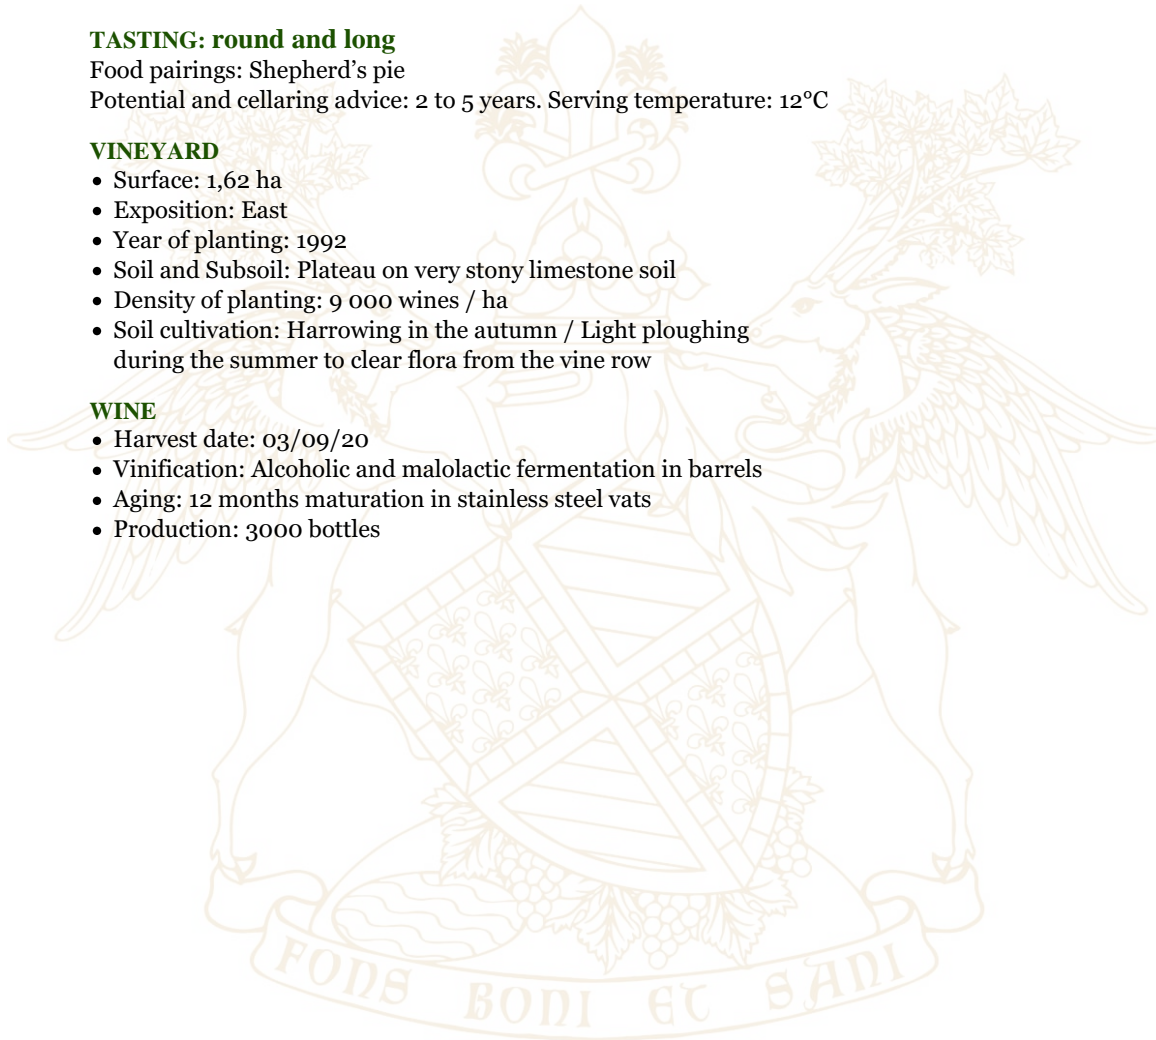 TASTING: round and long
Food pairings: Shepherd’s pie
Potential and cellaring advice: 2 to 5 years. Serving temperature: 12°C
VINEYARD
• Surface: 1,62 ha
• Exposition: East
• Year of planting: 1992
• Soil and Subsoil: Plateau on very stony limestone soil
• Density of planting: 9 000 wines / ha
• Soil cultivation: Harrowing in the autumn / Light ploughing
during the summer to clear flora from the vine row
WINE
• Harvest date: 03/09/20
• Vinification: Alcoholic and malolactic fermentation in barrels
• Aging: 12 months maturation in stainless steel vats
• Production: 3000 bottles
FONS BONI ET SANI